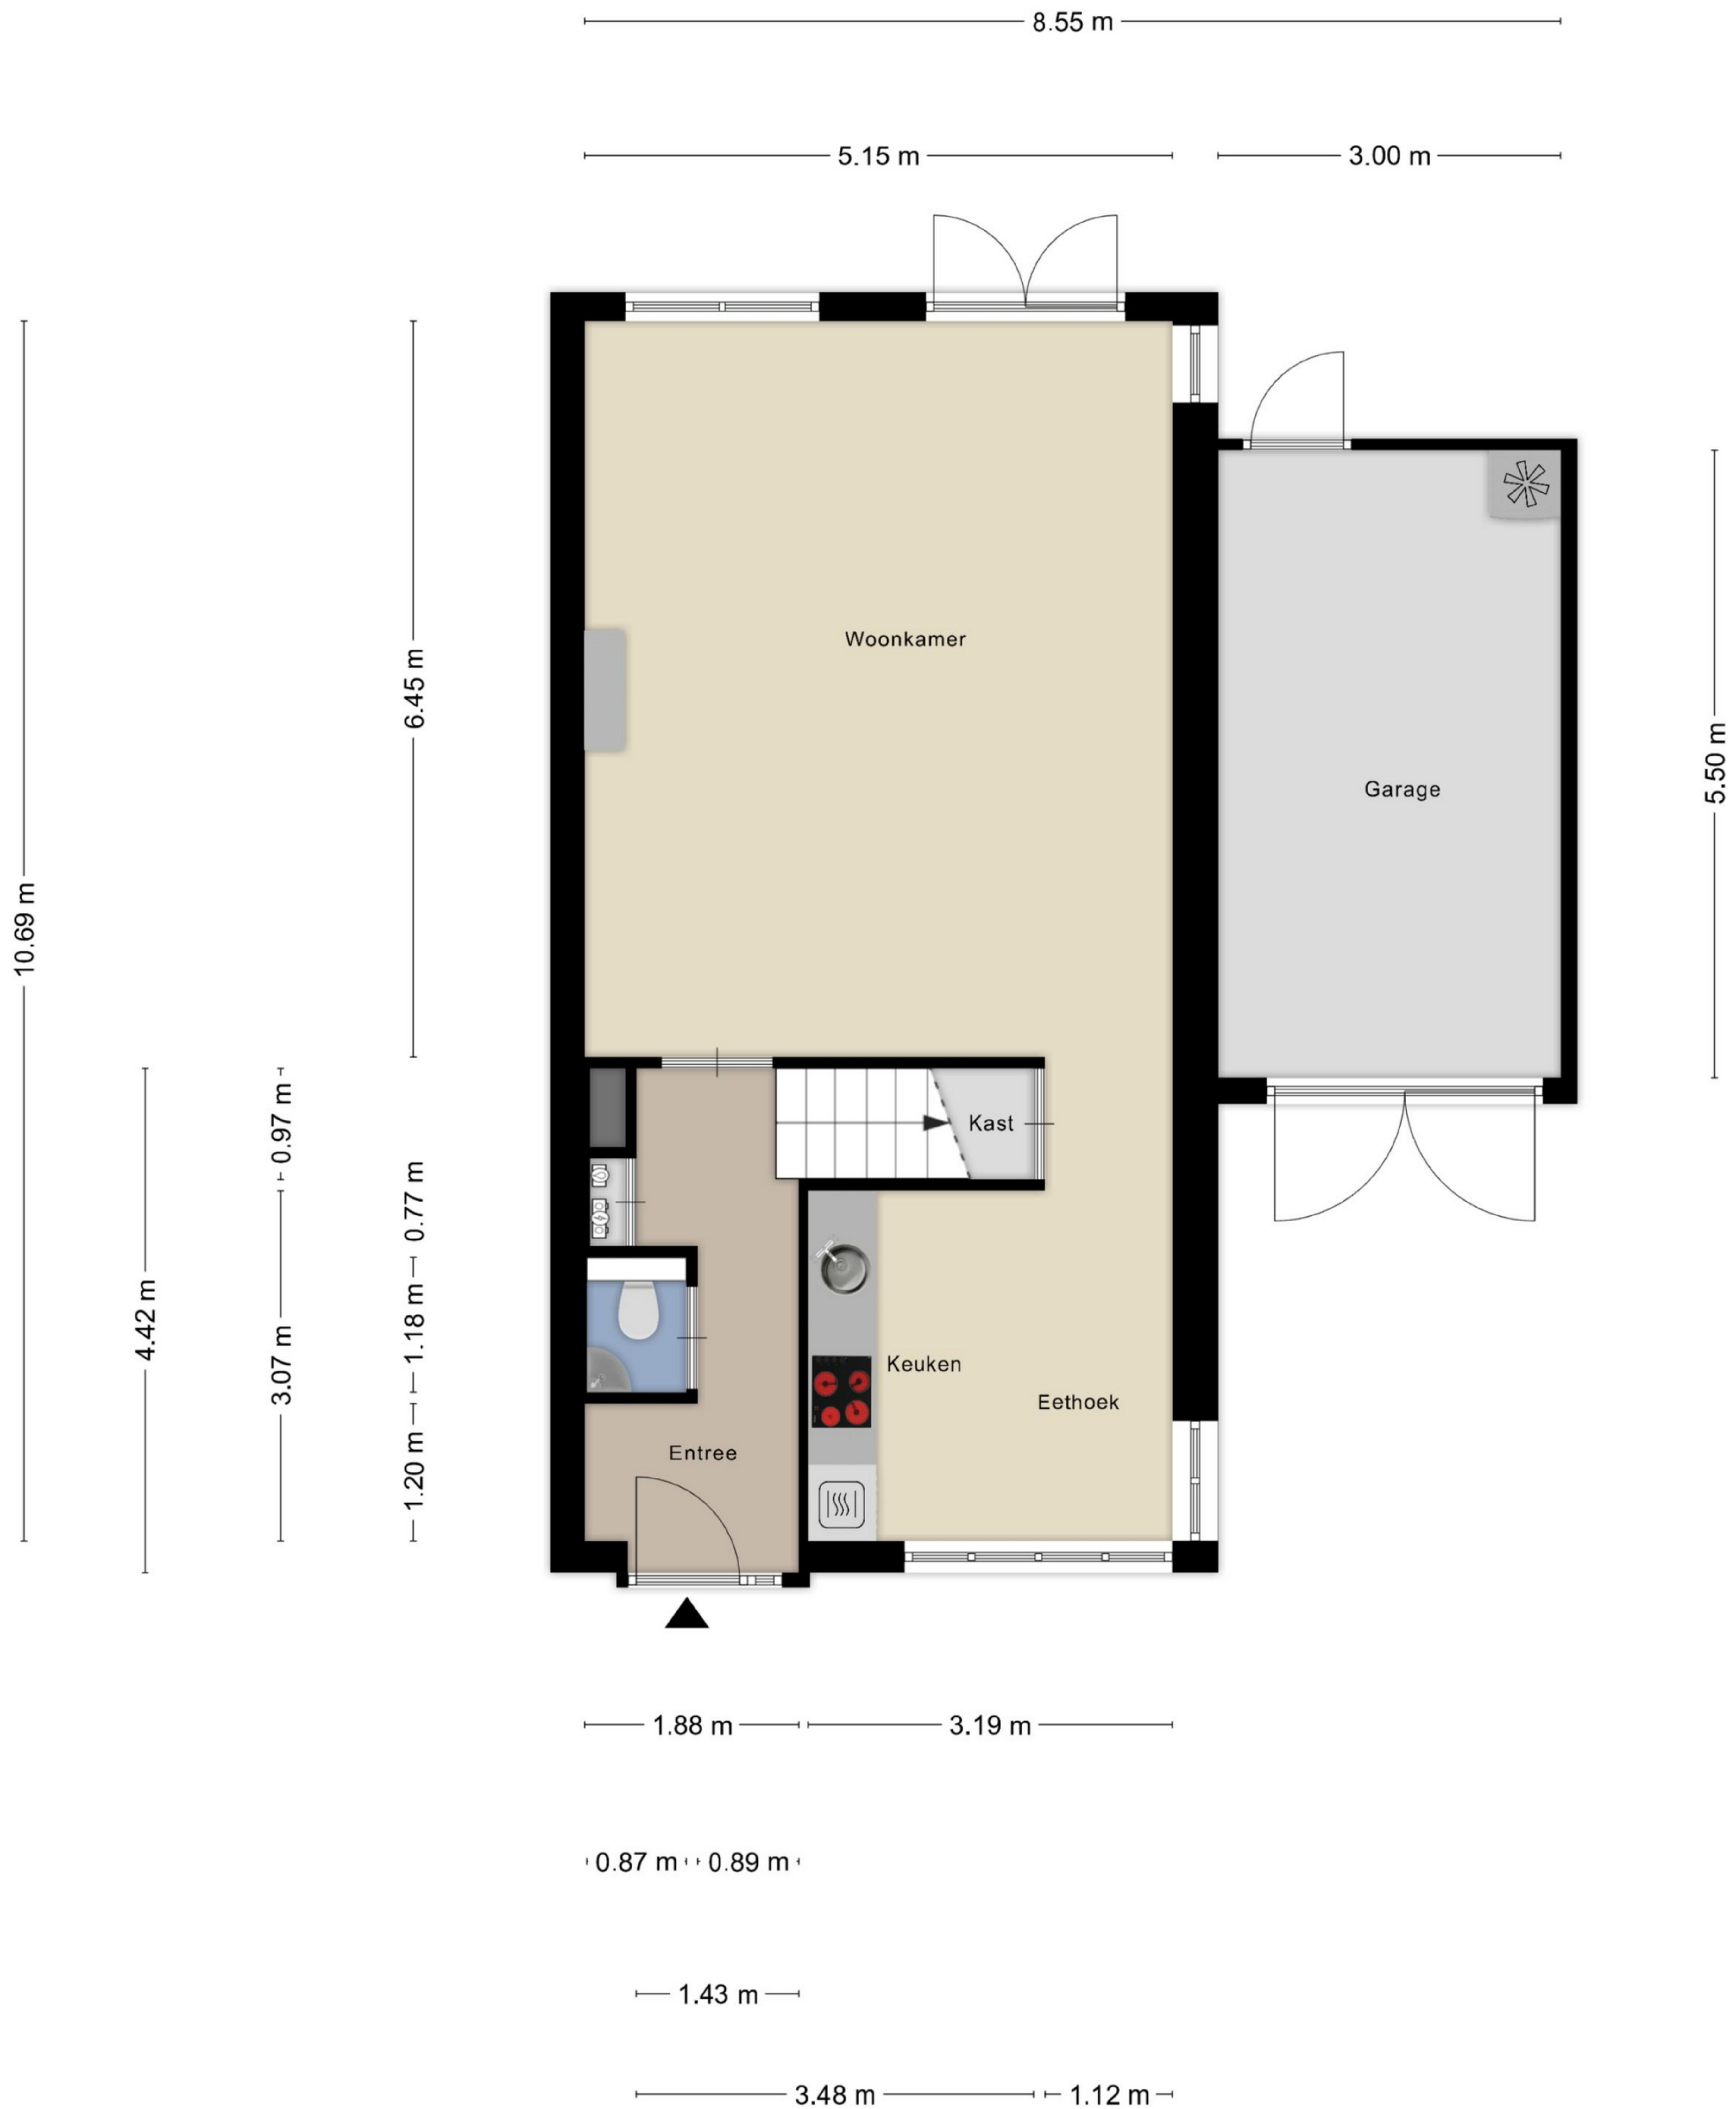 8.55 m
5.15 m
3.00 m
Woonkamer
6.45 m
5.50 m
Garage
10.69 m
0.97 m
Kast
0.77 m
4.42 m
1.18 m
3.07 m
Keuken
Eethoek
1.20 m
Entree
1.88 m
3.19 m
0.87 m
0.89 m
1.43 m
3.48 m
1.12 m